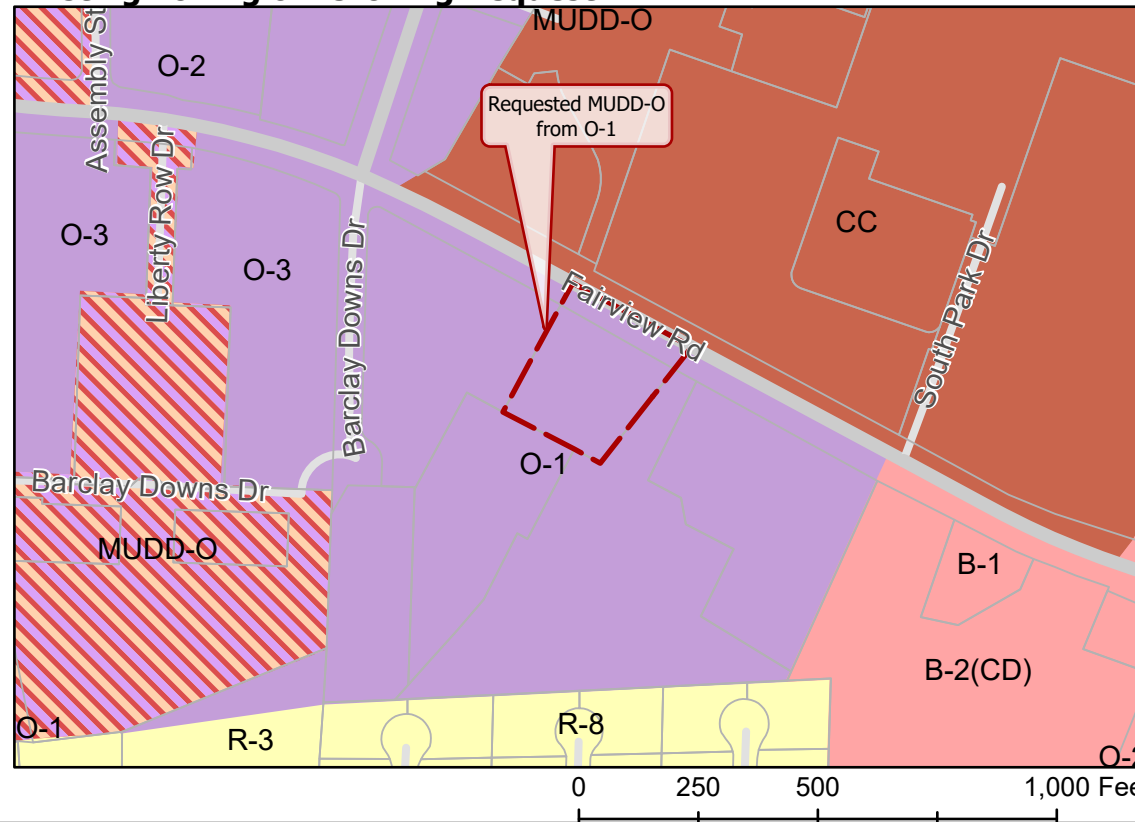 MUDD-O
O-2
Assembly St
Requested MUDD-O
from O-1
Liberty Row Dr
O-3
O-3
CC
Barclay Downs Dr
Fairview Rd
South Park Dr
O-1
Barclay Downs Dr
MUDD-O
B-1
B-2(CD)
O-1
R-3
R-8
0 250 500 1,000 Fee